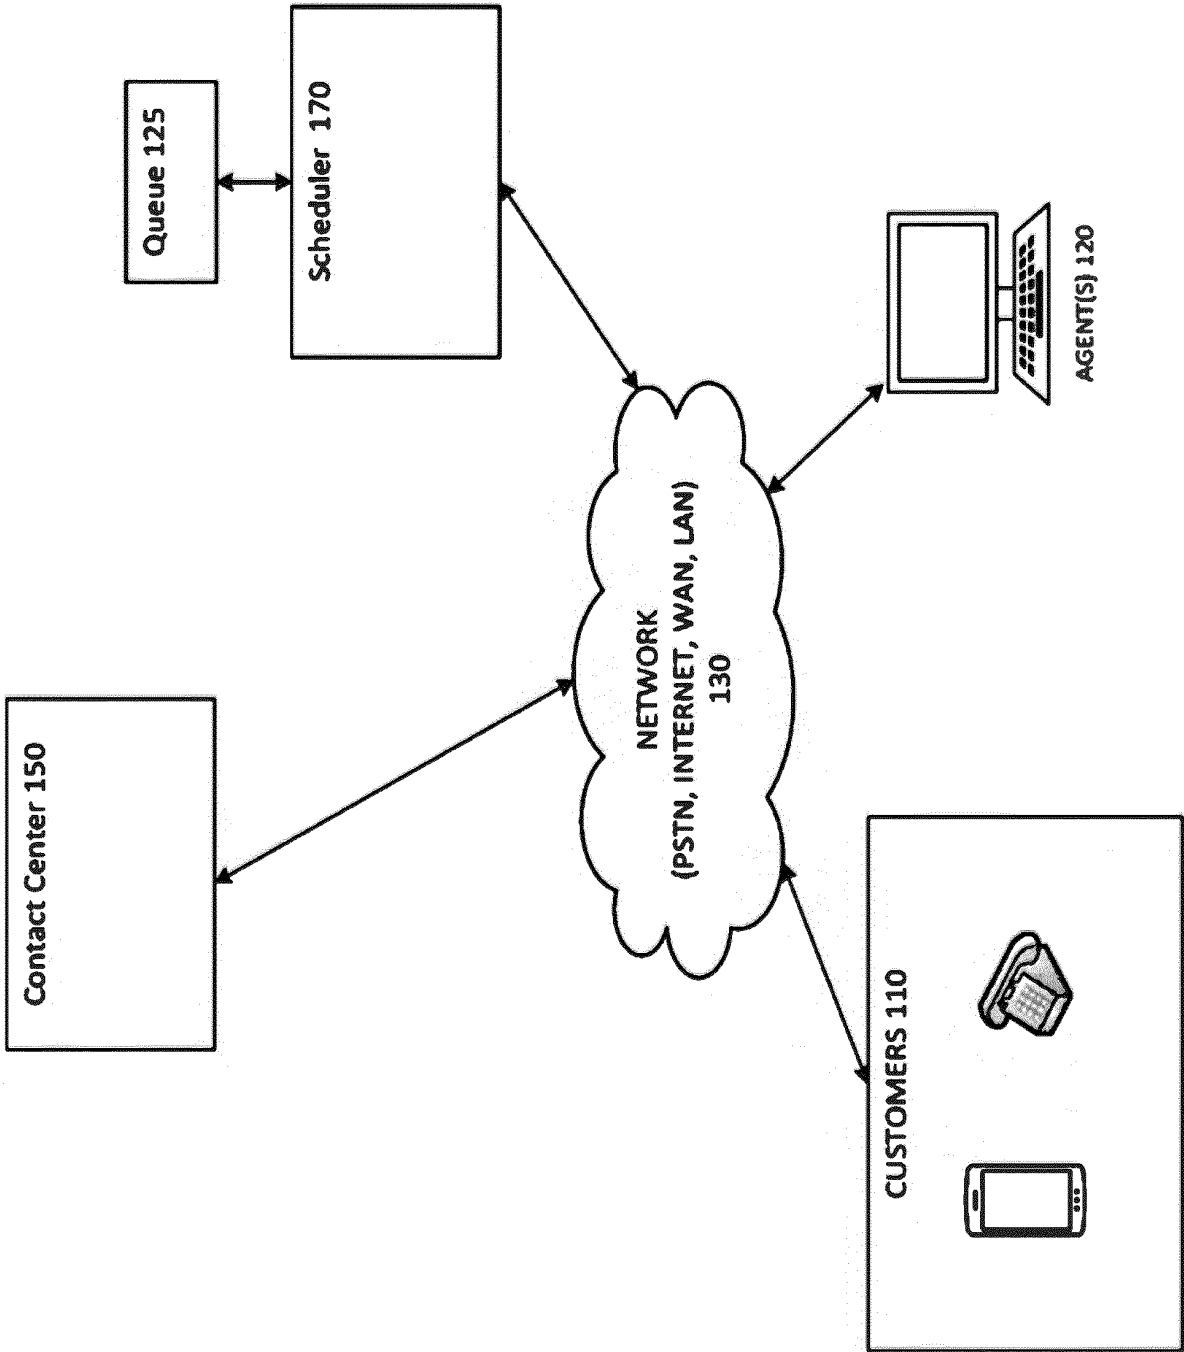 Contact Center 150
Queue 125
Scheduler 170
NETWORK
(PSTN, INTERNET, WAN, LAN)
130
CUSTOMERS 110
AGENT(S) 120